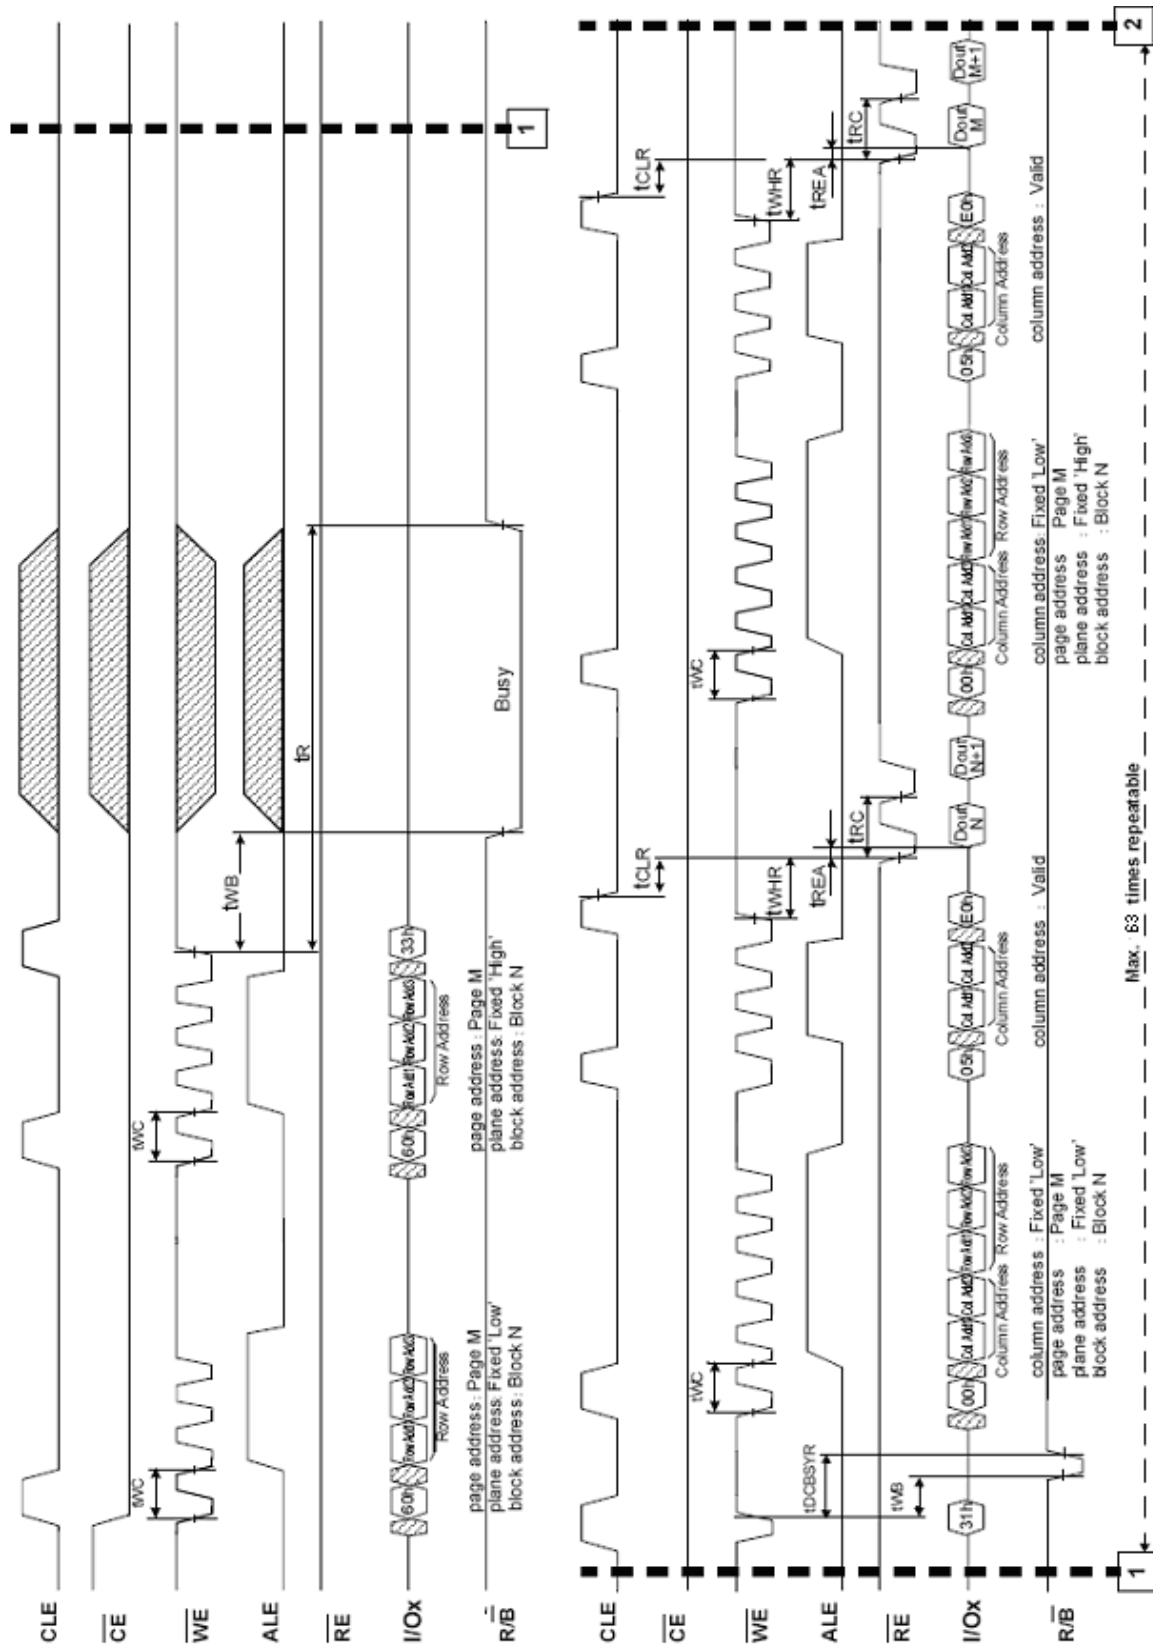 CLE
CE
WE
ALE
RE
I/Ox
R/B
tWC
tWC
tWB
tR
60h
Row Add1
Row Add2
Row Add3
Row Address
60h
Row Add1
Row Add2
Row Add3
33h
Row Address
page address : Page M
plane address: Fixed 'Low'
block address : Block N
page address : Page M
plane address: Fixed 'High'
block address : Block N
Busy
1
CLE
CE
WE
ALE
RE
I/Ox
R/B
tDCBSYR
tWB
tWC
tCLR
tWHR
tREA
tRC
tWC
tCLR
tWHR
tREA
tRC
31h
00h
Col. Add1
Col. Add2
Row Add1
Row Add2
Row Add3
Column Address
Row Address
05h
Col. Add1
Col. Add2
E0h
Column Address
Dout N
Dout N+1
00h
Col. Add1
Col. Add2
Row Add1
Row Add2
Row Add3
Column Address
Row Address
05h
Col. Add1
Col. Add2
E0h
Column Address
Dout M
Dout M+1
column address : Fixed 'Low'
page address : Page M
plane address : Fixed 'Low'
block address : Block N
column address : Valid
column address: Fixed 'Low'
page address : Page M
plane address : Fixed 'High'
block address : Block N
column address : Valid
Max. 63 times repeatable
1
2